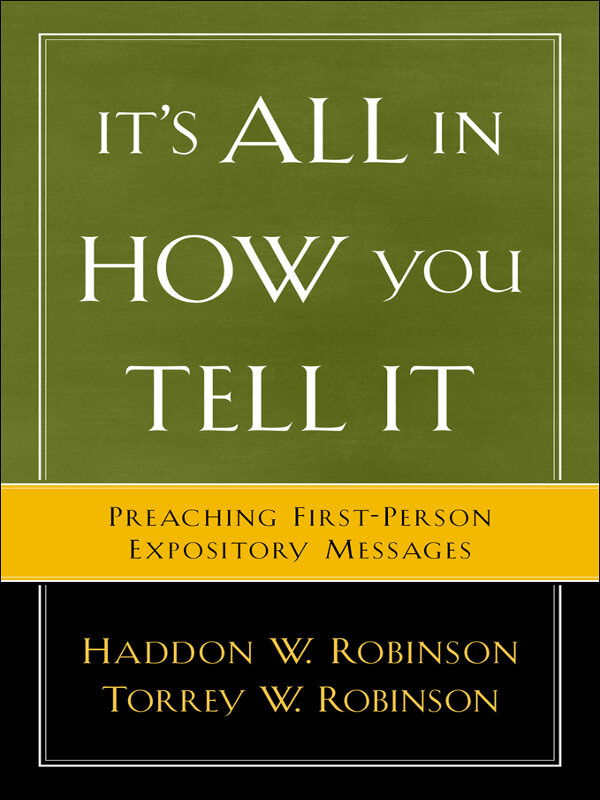 IT'S ALL IN
HOW YOU
TELL IT
PREACHING FIRST-PERSON
EXPOSITORY MESSAGES
HADDON W. ROBINSON
TORREY W. ROBINSON